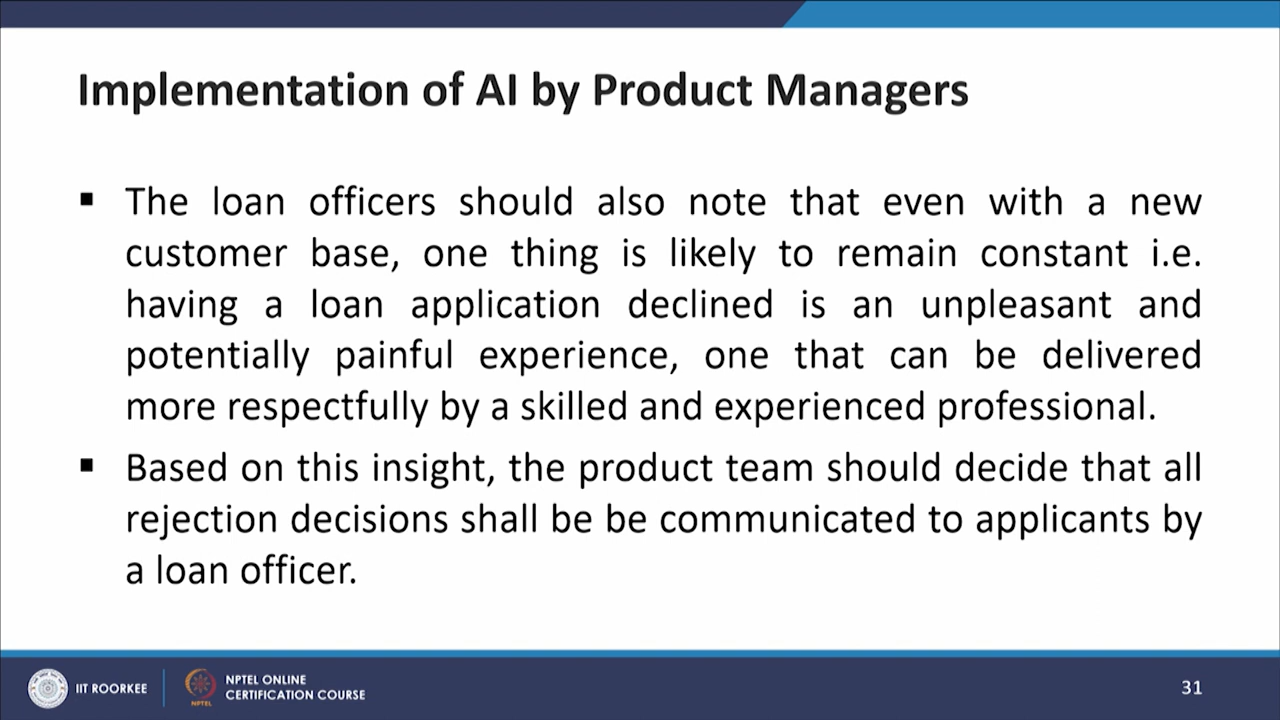 Implementation of AI by Product Managers
▪ The loan officers should also note that even with a new
customer base, one thing is likely to remain constant i.e.
having a loan application declined is an unpleasant and
potentially painful experience, one that can be delivered
more respectfully by a skilled and experienced professional.
▪ Based on this insight, the product team should decide that all
rejection decisions shall be be communicated to applicants by
a loan officer.
IIT ROORKEE
NPTEL
NPTEL ONLINE
CERTIFICATION COURSE
31